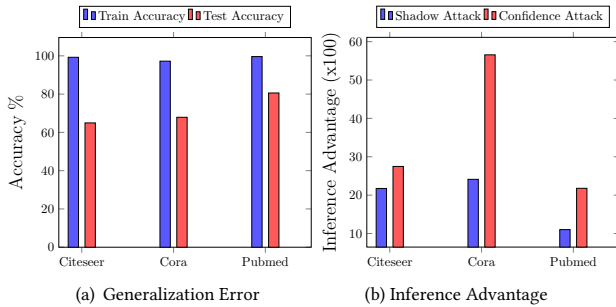 Train Accuracy Test Accuracy
Accuracy %
100
80
60
40
20
0
Citeseer Cora Pubmed
(a) Generalization Error
Shadow Attack Confidence Attack
Inference Advantage (x100)
60
50
40
30
20
10
Citeseer Cora Pubmed
(b) Inference Advantage